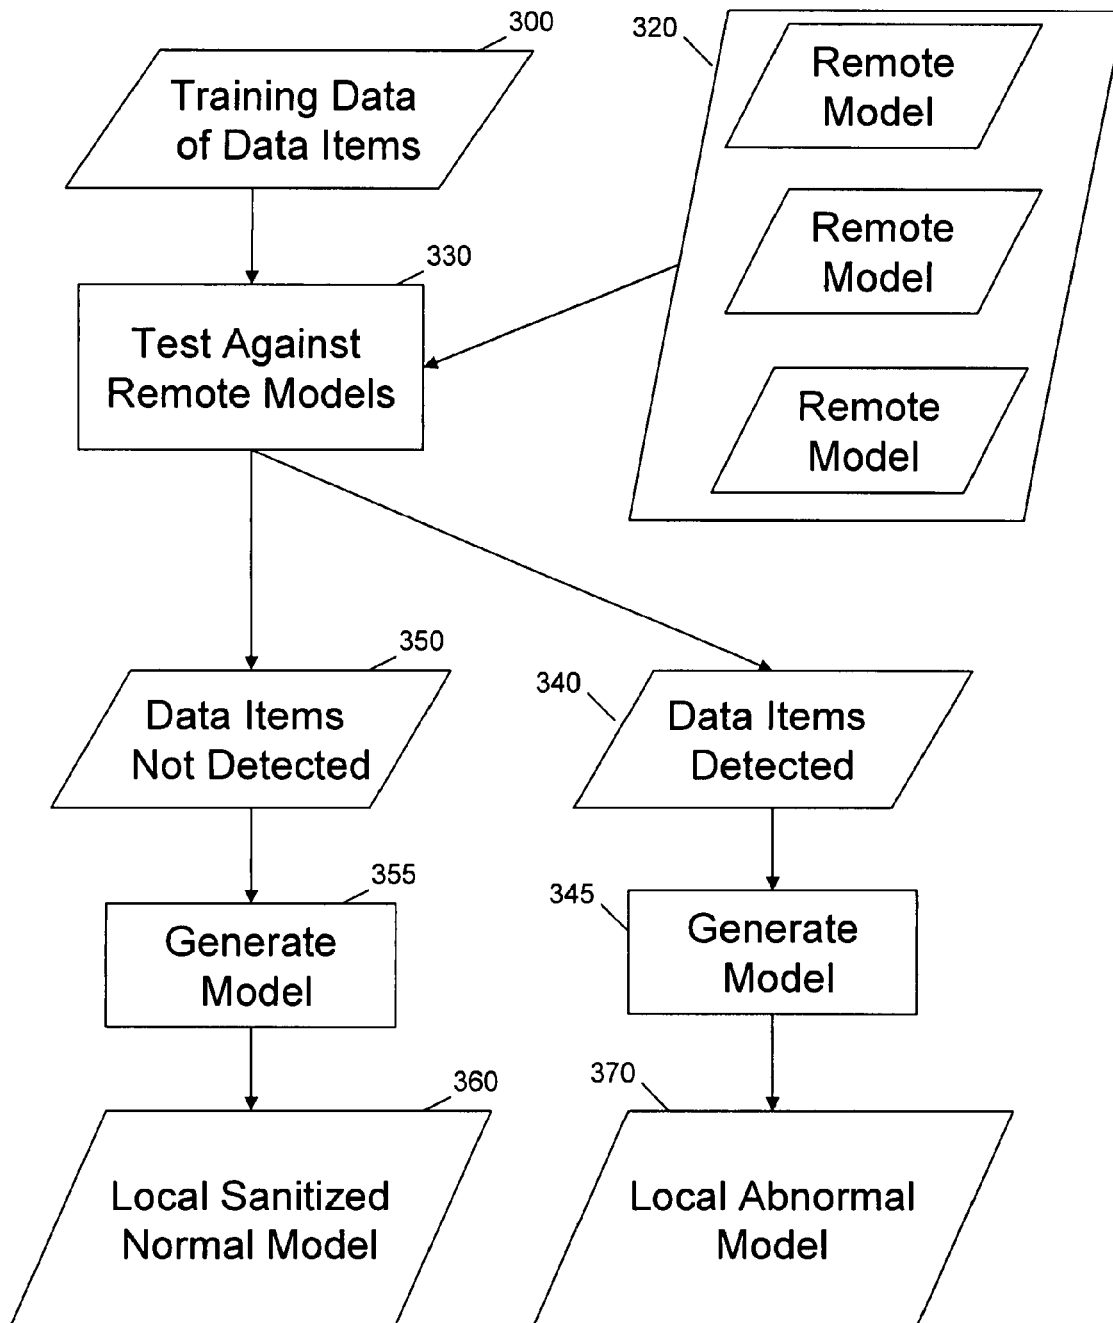 300
Training Data
of Data Items
320
Remote
Model
Remote
Model
Remote
Model
330
Test Against
Remote Models
350
Data Items
Not Detected
340
Data Items
Detected
355
Generate
Model
345
Generate
Model
360
Local Sanitized
Normal Model
370
Local Abnormal
Model